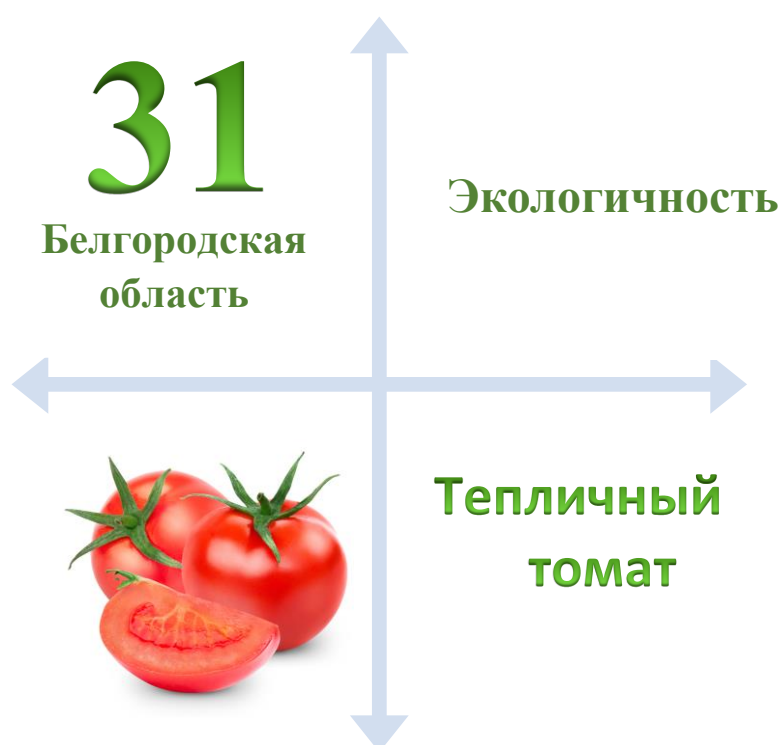 31
Белгородская
область
Экологичность
Тепличный
томат